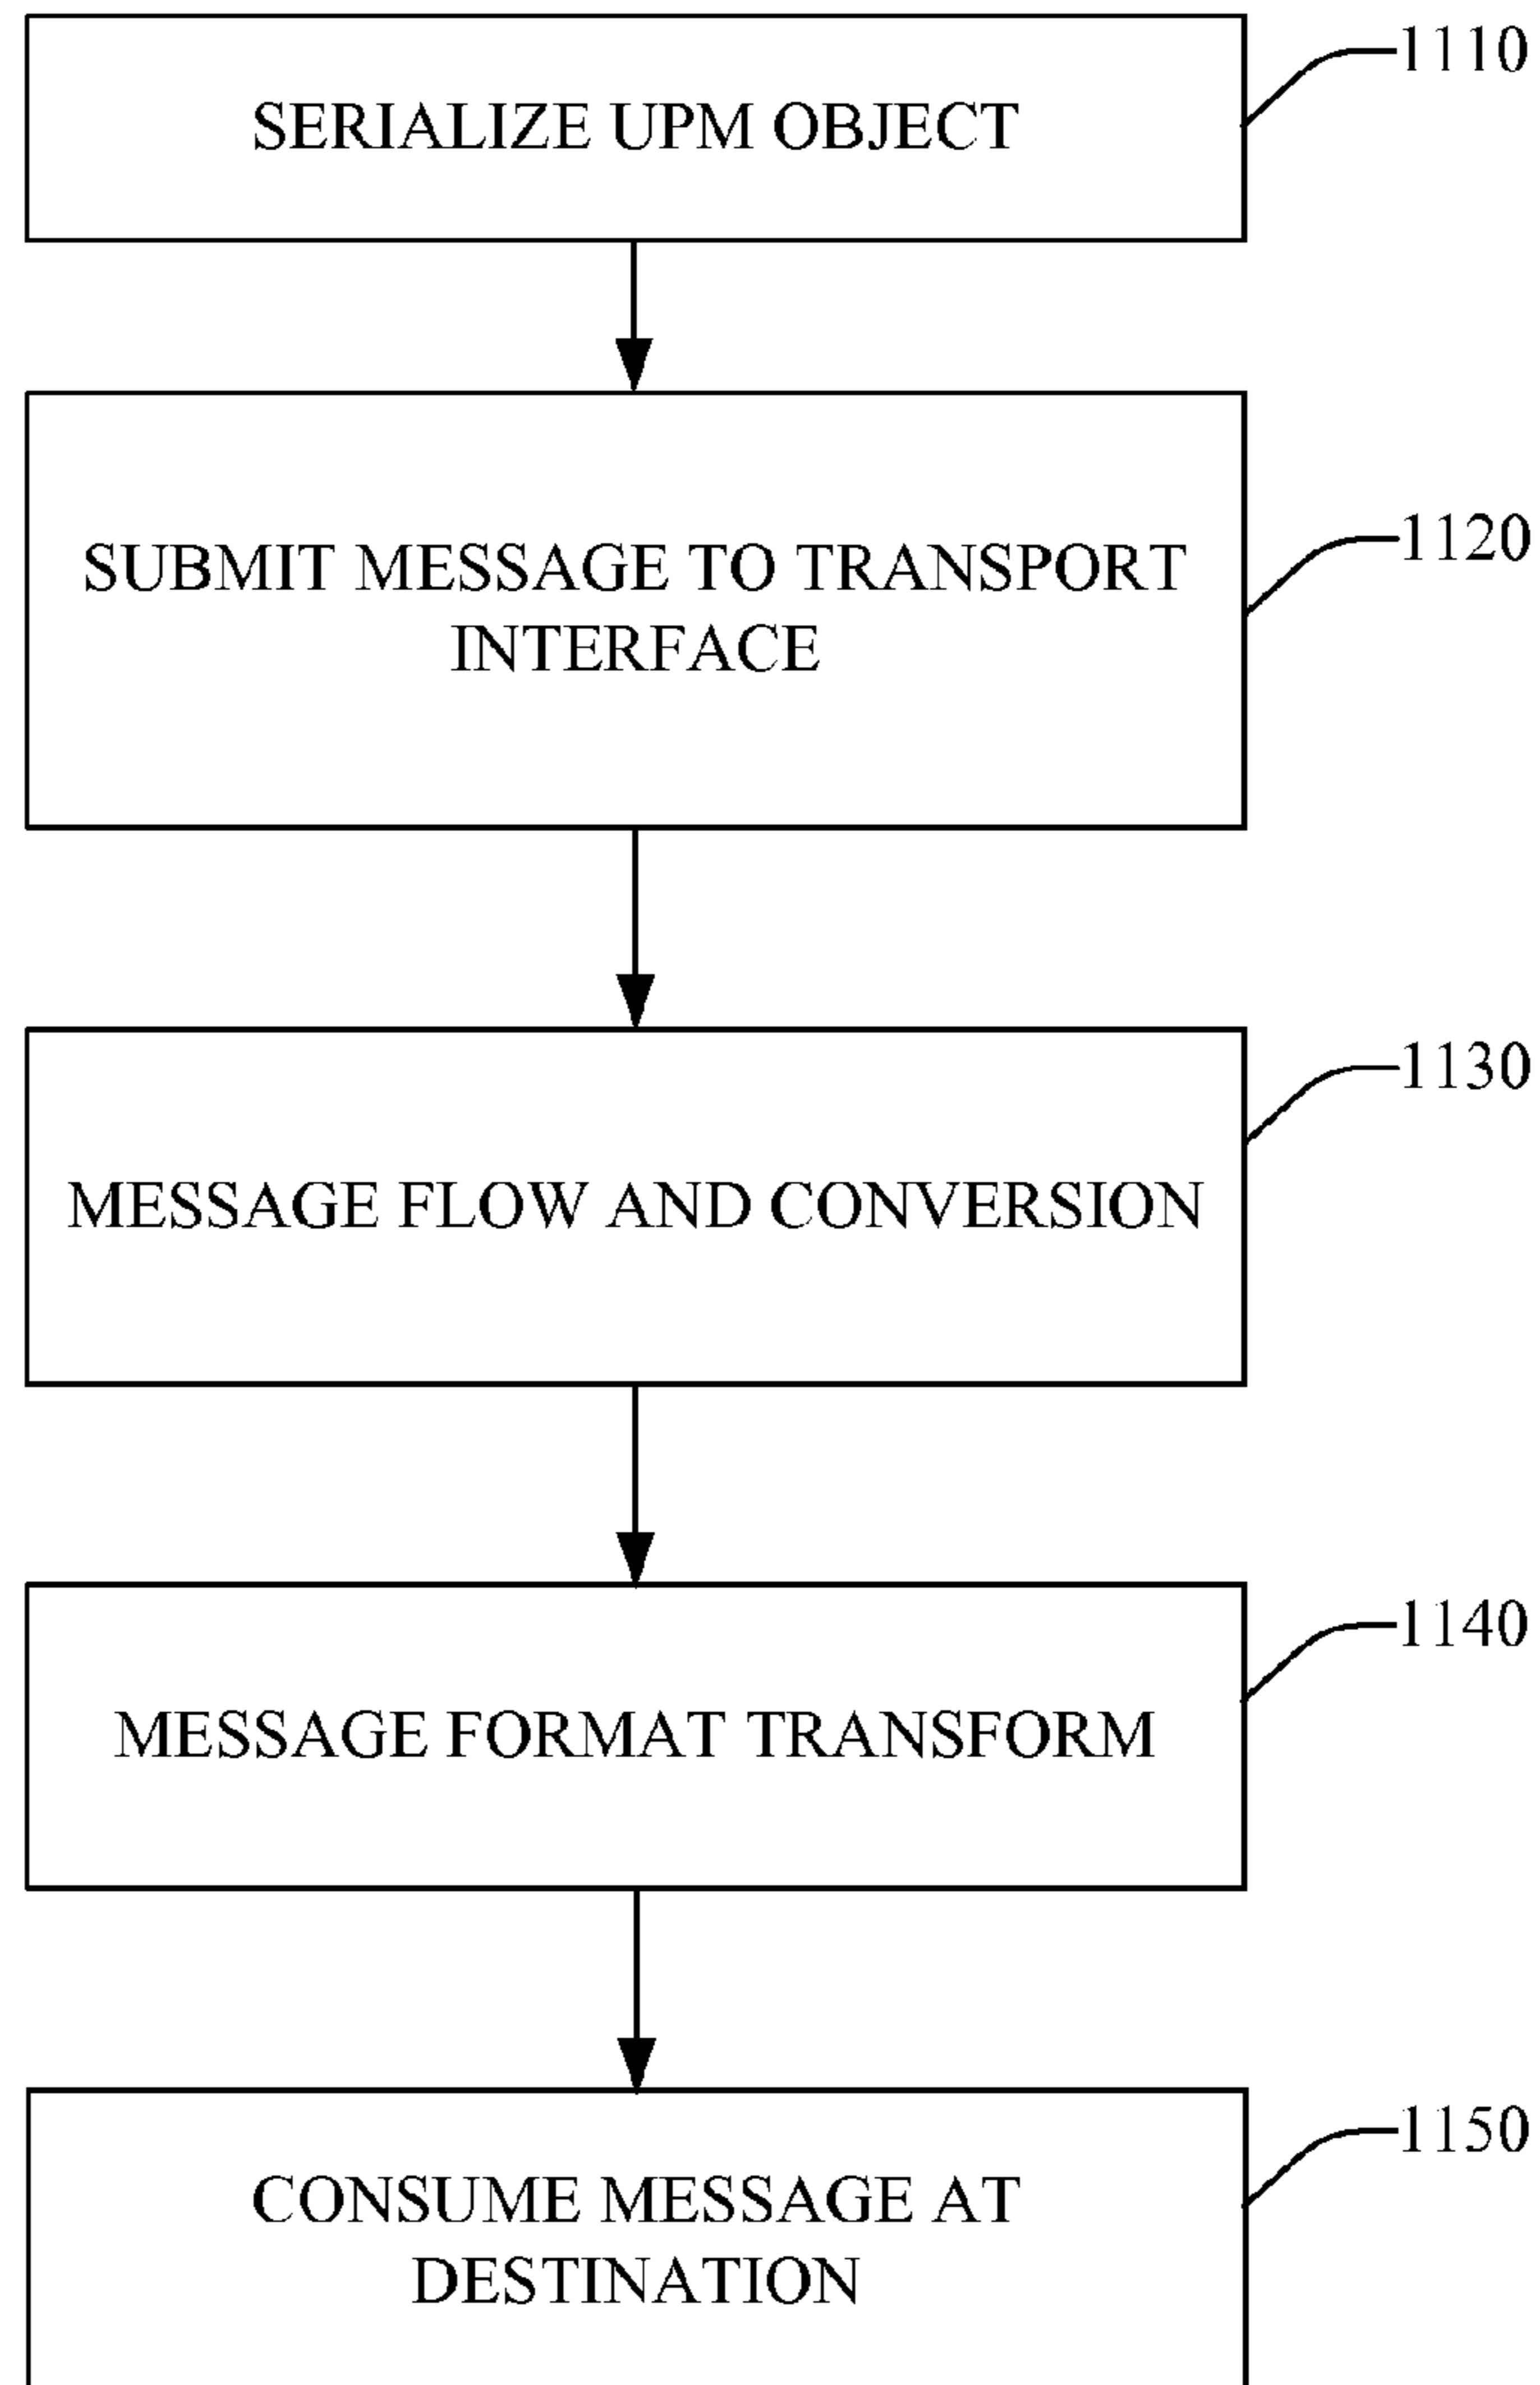 1110
SERIALIZE UPM OBJECT
1120
SUBMIT MESSAGE TO TRANSPORT
INTERFACE
1130
MESSAGE FLOW AND CONVERSION
1140
MESSAGE FORMAT TRANSFORM
1150
CONSUME MESSAGE AT
DESTINATION